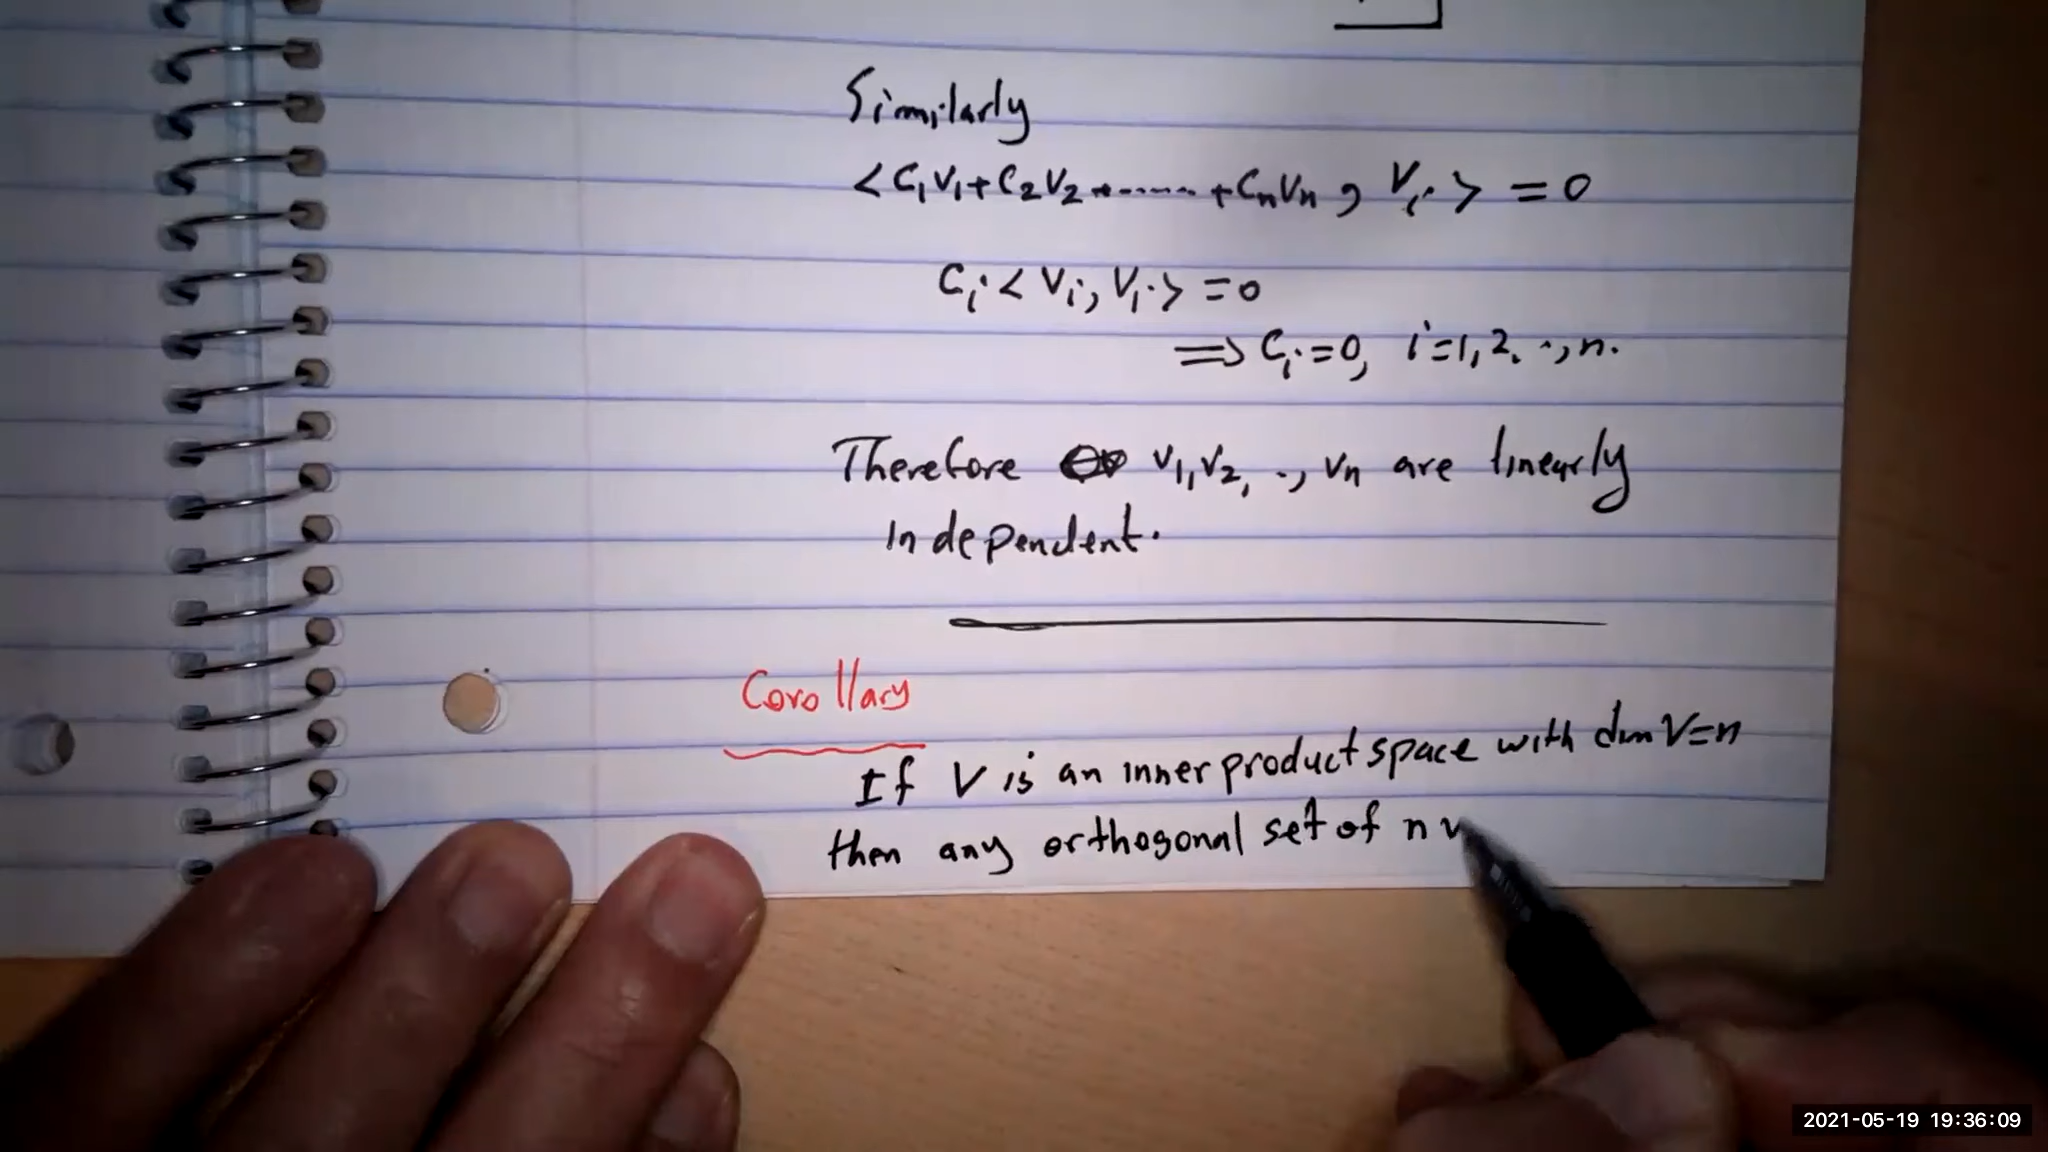 Similarly
<C₁V₁+C₂V₂+......+CₙVₙ, Vᵢ> = 0
Cᵢ<Vᵢ, Vᵢ> = 0
⟹ Cᵢ=0, i=1,2,..,n.
Therefore V₁,V₂,..,Vₙ are linearly
independent.
Corollary
If V is an inner product space with dim V=n
then any orthogonal set of n v
2021-05-19 19:36:09